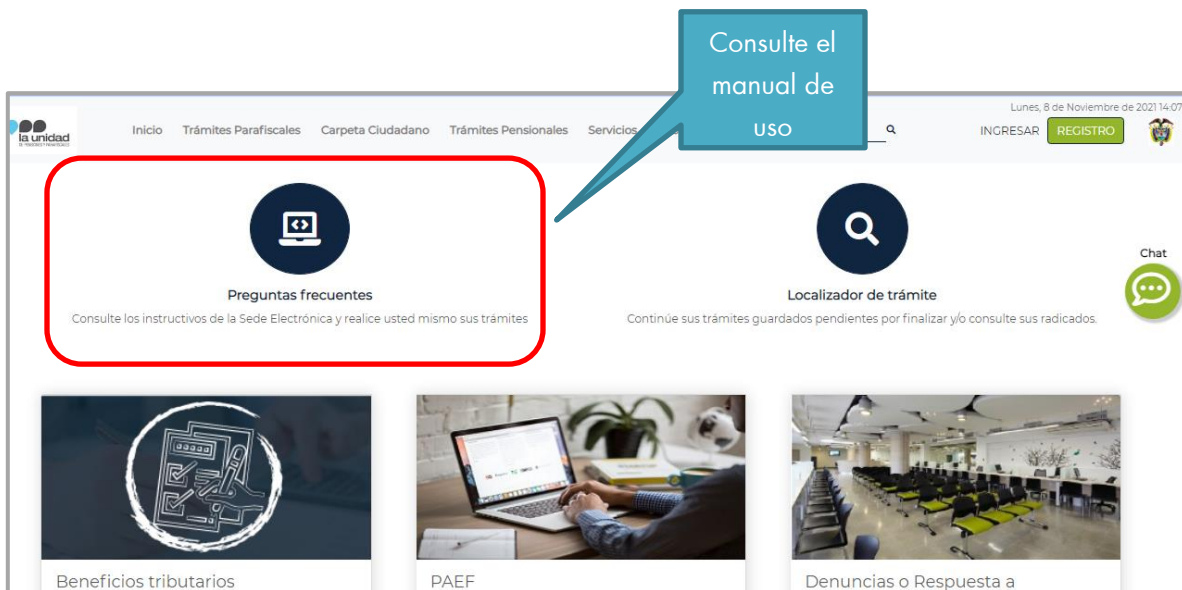 Consulte el
manual de
uso
Lunes, 8 de Noviembre de 2021 14:07
la unidad
Inicio Trámites Parafiscales Carpeta Ciudadano Trámites Pensionales Servicios
INGRESAR REGISTRO
Chat
Preguntas frecuentes
Consulte los instructivos de la Sede Electrónica y realice usted mismo sus trámites
Localizador de trámite
Continúe sus trámites guardados pendientes por finalizar y/o consulte sus radicados.
Beneficios tributarios
PAEF
Denuncias o Respuesta a